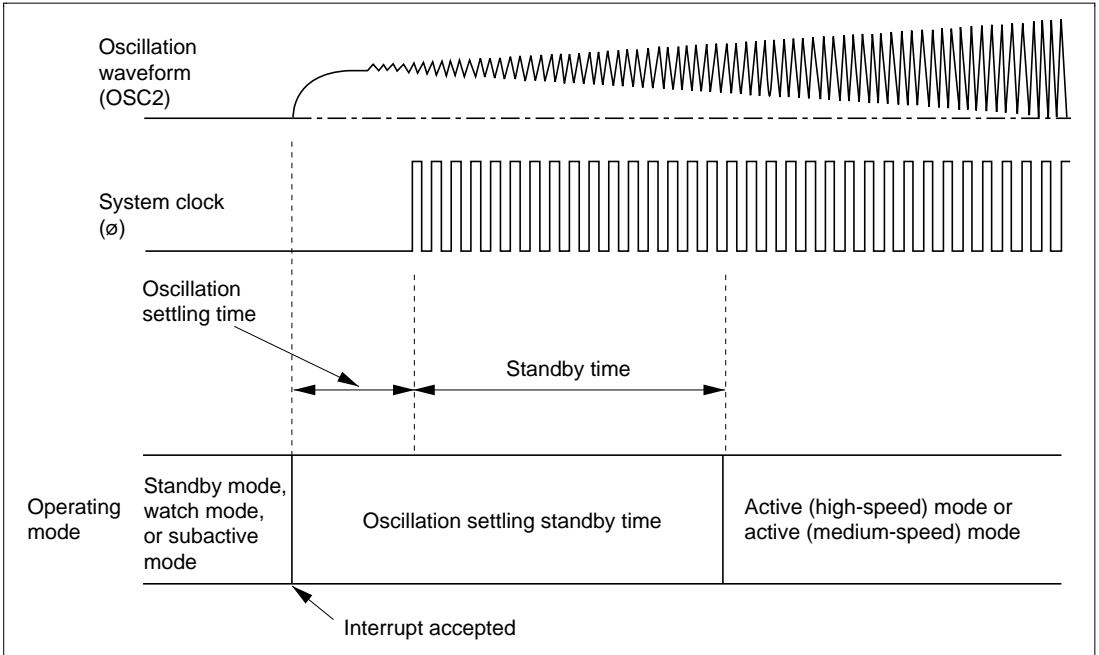 Oscillation
waveform
(OSC2)
System clock
(ø)
Oscillation
settling time
Standby time
Operating
mode
Standby mode,
watch mode,
or subactive
mode
Oscillation settling standby time
Active (high-speed) mode or
active (medium-speed) mode
Interrupt accepted